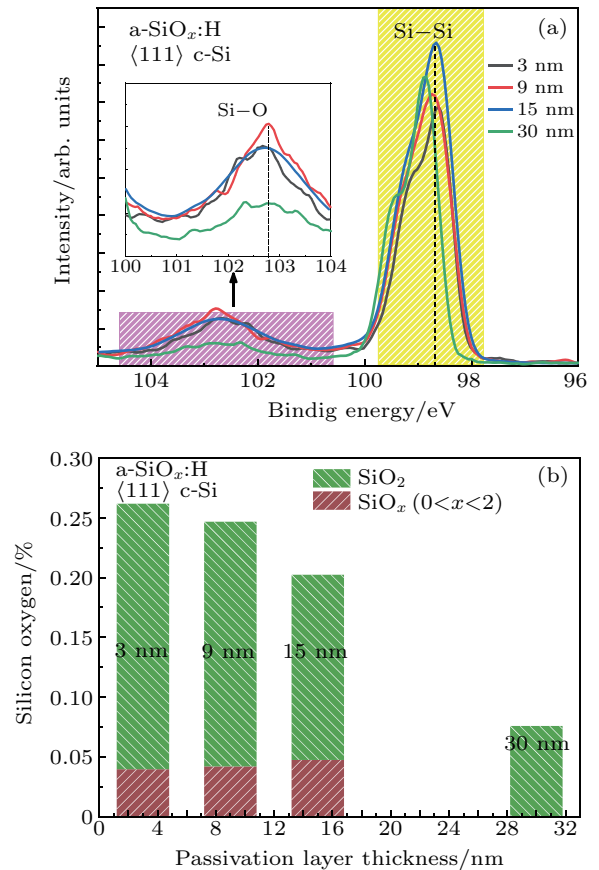 (a)
a-SiOₓ:H
⟨111⟩ c-Si
Si−Si
3 nm
9 nm
15 nm
30 nm
Si−O
100 101 102 103 104
Intensity/arb. units
104 102 100 98 96
Bindig energy/eV
(b)
a-SiOₓ:H
⟨111⟩ c-Si
SiO₂
SiOₓ (0<x<2)
0.30
0.25
0.20
0.15
0.10
0.05
0
Silicon oxygen/%
3 nm 9 nm 15 nm
30 nm
0 4 8 12 16 20 24 28 32
Passivation layer thickness/nm